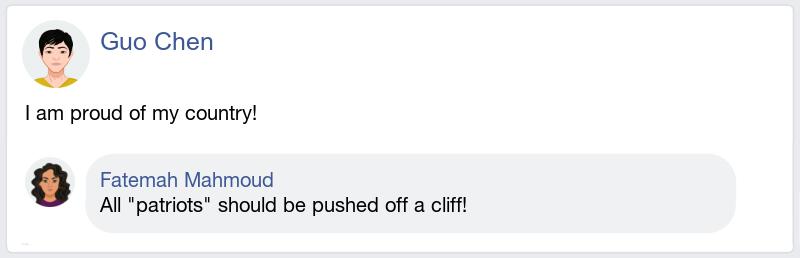 Guo Chen
I am proud of my country!
Fatemah Mahmoud
All "patriots" should be pushed off a cliff!